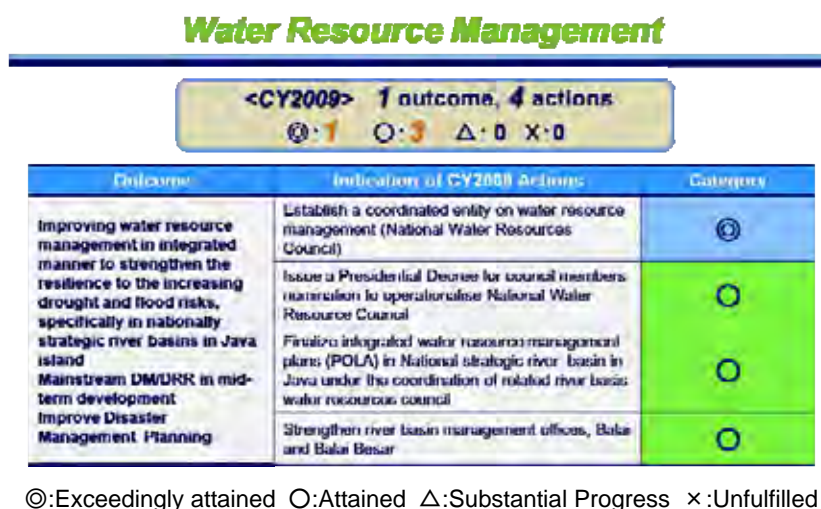 Water Resource Management
<CY2009> 1 outcome, 4 actions
◎:1 ○:3 △:0 X:0
Outcome Indication of CY2009 Actions Category
Improving water resource
management in integrated
manner to strengthen the
resilience to the increasing
drought and flood risks,
specifically in nationally
strategic river basins in Java
island
Mainstream DM/DRR in mid-
term development
Improve Disaster
Management Planning
Establish a coordinated entity on water resource
management (National Water Resources
Council)
◎
Issue a Presidential Decree for council members
nomination to operationalise National Water
Resource Council
○
Finalize integrated water resource management
plans (POLA) in National strategic river basin in
Java under the coordination of related river basis
water resources council
○
Strengthen river basin management offices, Balai
and Balai Besar
○
◎:Exceedingly attained ○:Attained △:Substantial Progress ×:Unfulfilled